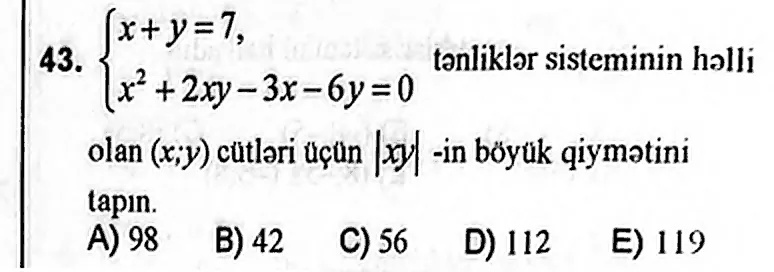 43. { x + y = 7,
x² + 2xy − 3x − 6y = 0 tənliklər sisteminin həlli
olan (x;y) cütləri üçün |xy| -in böyük qiymətini
tapın.
A) 98 B) 42 C) 56 D) 112 E) 119